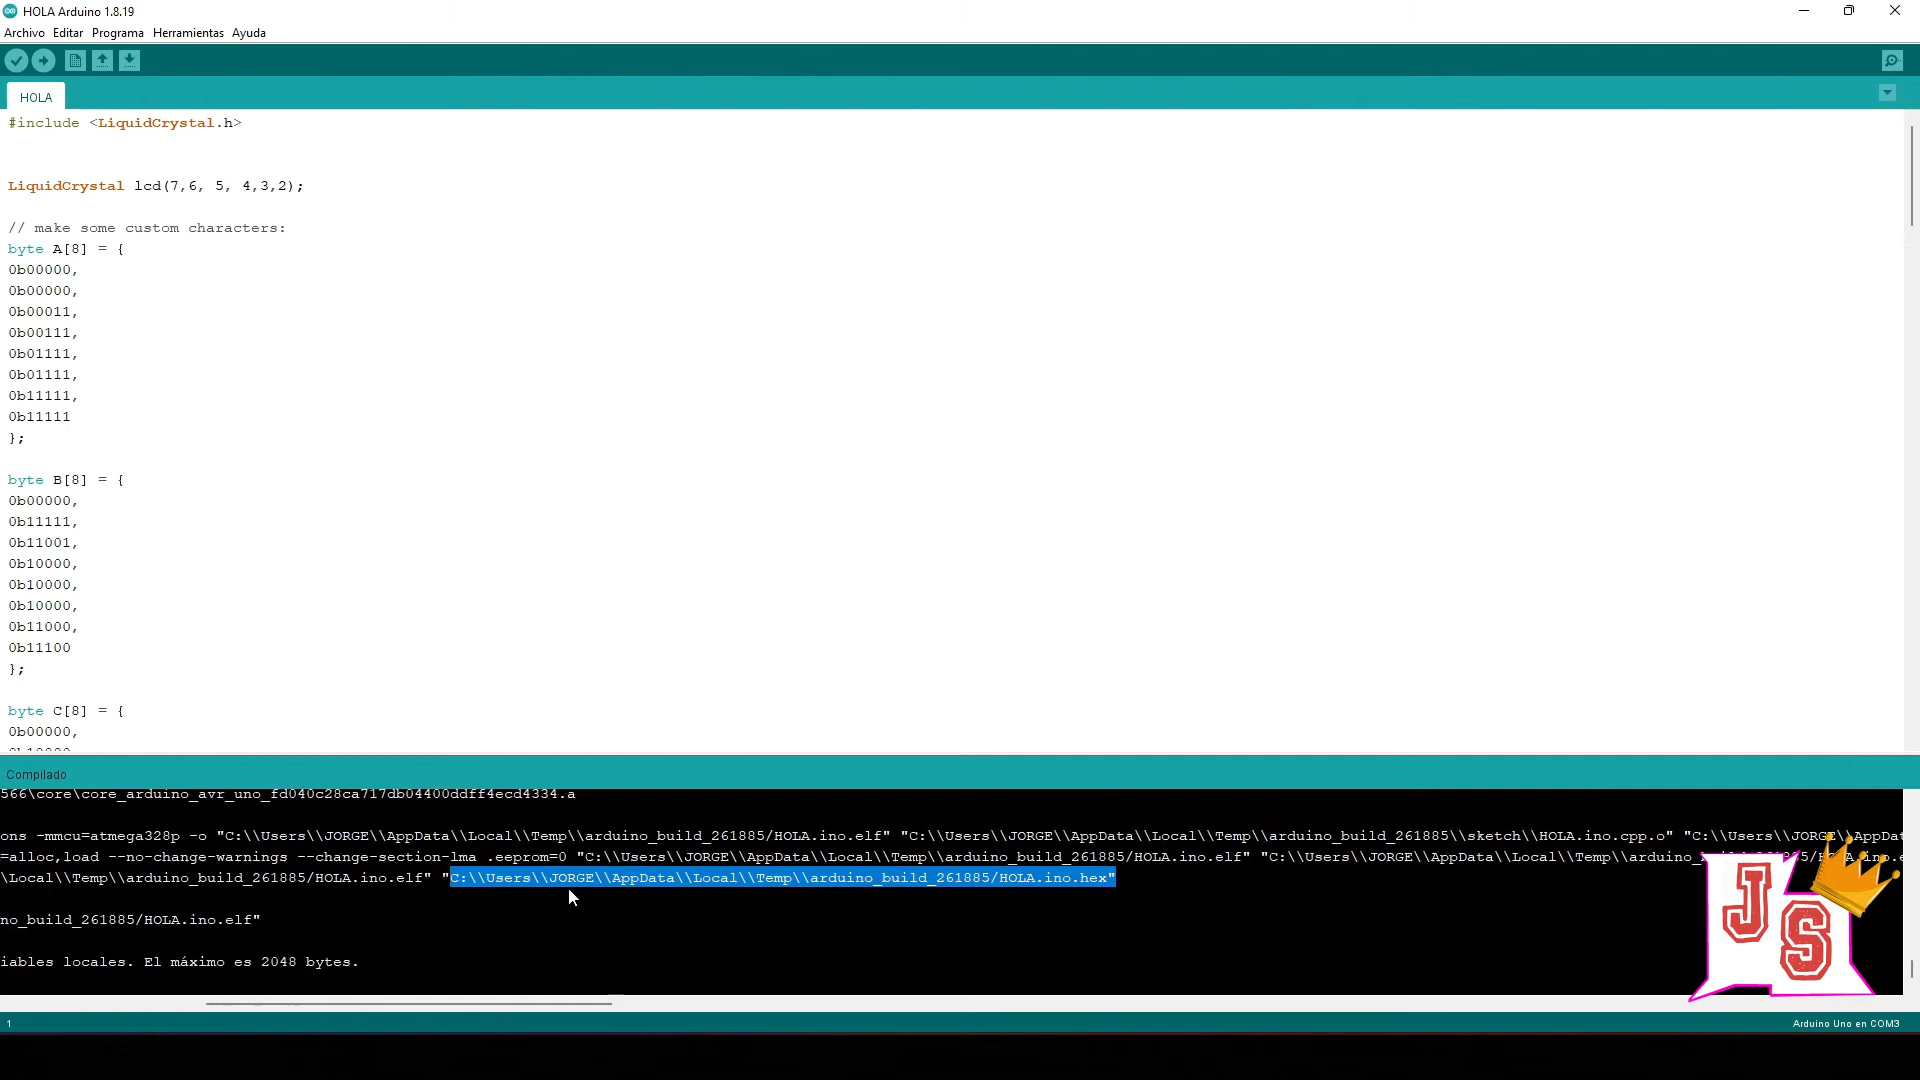 HOLA Arduino 1.8.19
Archivo Editar Programa Herramientas Ayuda
HOLA
#include <LiquidCrystal.h>
LiquidCrystal lcd(7,6, 5, 4,3,2);
// make some custom characters:
byte A[8] = {
0b00000,
0b00000,
0b00011,
0b00111,
0b01111,
0b01111,
0b11111,
0b11111
};
byte B[8] = {
0b00000,
0b11111,
0b11001,
0b10000,
0b10000,
0b10000,
0b11000,
0b11100
};
byte C[8] = {
0b00000,
Compilado
566\core\core_arduino_avr_uno_fd040c28ca717db04400ddff4ecd4334.a
ons -mmcu=atmega328p -o "C:\\Users\\JORGE\\AppData\\Local\\Temp\\arduino_build_261885/HOLA.ino.elf" "C:\\Users\\JORGE\\AppData\\Local\\Temp\\arduino_build_261885\\sketch\\HOLA.ino.cpp.o" "C:\\Users\\JORGE\\AppDat
=alloc,load --no-change-warnings --change-section-lma .eeprom=0 "C:\\Users\\JORGE\\AppData\\Local\\Temp\\arduino_build_261885/HOLA.ino.elf" "C:\\Users\\JORGE\\AppData\\Local\\Temp\\arduino
\Local\\Temp\\arduino_build_261885/HOLA.ino.elf" "C:\\Users\\JORGE\\AppData\\Local\\Temp\\arduino_build_261885/HOLA.ino.hex"
no_build_261885/HOLA.ino.elf"
iables locales. El máximo es 2048 bytes.
JS
1
Arduino Uno en COM3